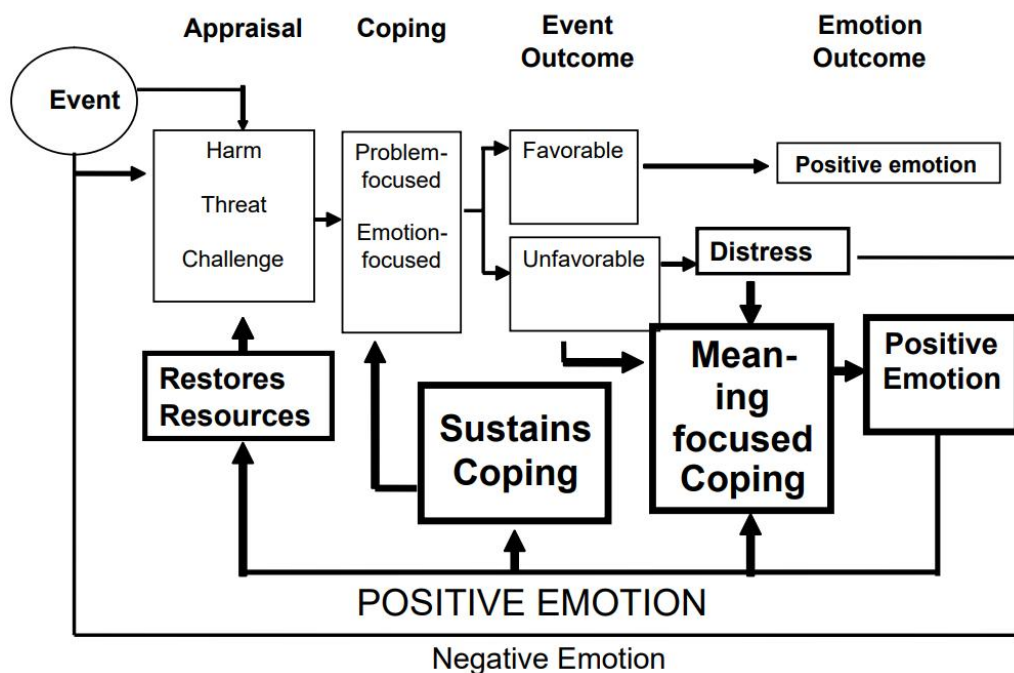 Appraisal
Coping
Event
Outcome
Emotion
Outcome
Event
Harm
Threat
Challenge
Problem-
focused
Emotion-
focused
Favorable
Unfavorable
Positive emotion
Distress
Restores
Resources
Sustains
Coping
Mean-
ing
focused
Coping
Positive
Emotion
POSITIVE EMOTION
Negative Emotion